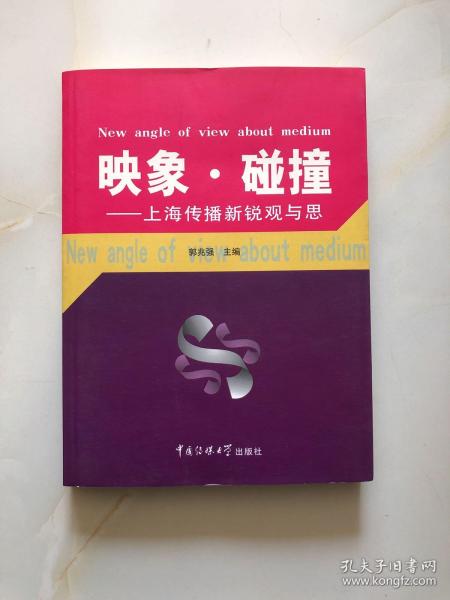 New angle of view about medium
映象·碰撞
——上海传播新锐观与思
New angle of view about medium
郭兆强 主编
中国传媒大学出版社
孔夫子旧书网
www.kongfz.com